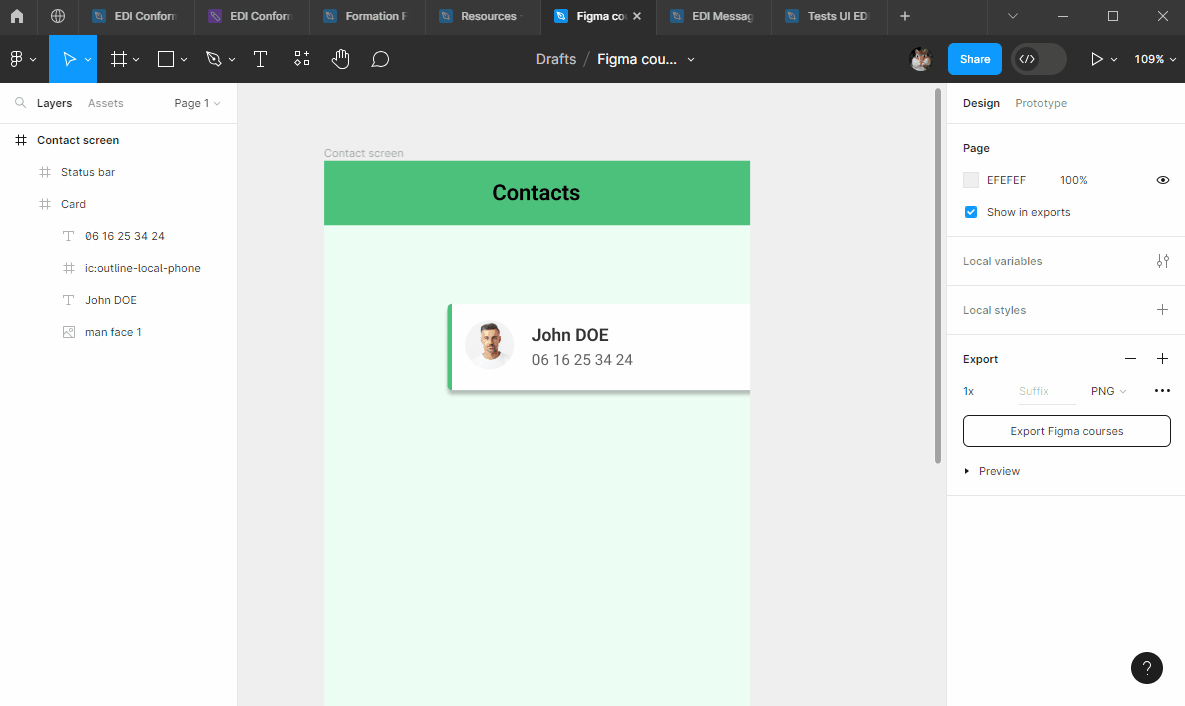 EDI Conform EDI Conform Formation F Resources - Figma co EDI Messag Tests UI EDI
Drafts / Figma cou... Share 109%
Layers Assets Page 1
Design Prototype
Contact screen
Status bar
Card
06 16 25 34 24
ic:outline-local-phone
John DOE
man face 1
Contact screen
Contacts
John DOE
06 16 25 34 24
Page
EFEFEF 100%
Show in exports
Local variables
Local styles
Export
1x Suffix PNG
Export Figma courses
Preview
?